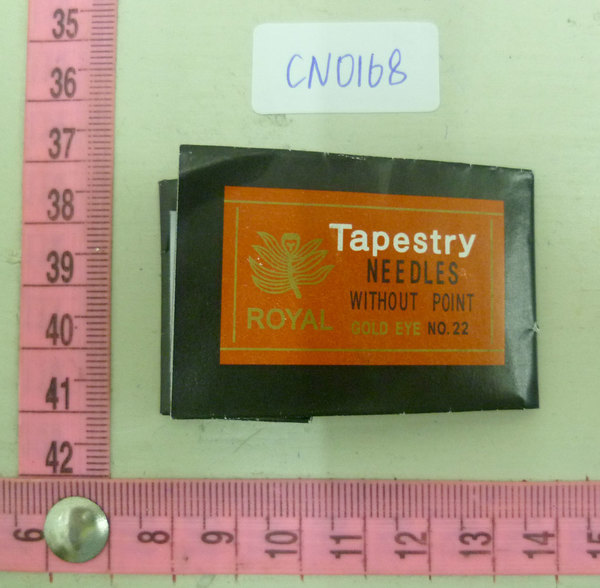 CN0168
35
36
37
38
39
40
41
42
Tapestry
NEEDLES
WITHOUT POINT
GOLD EYE NO.22
ROYAL
6 8 9 10 11 12 13 14 15